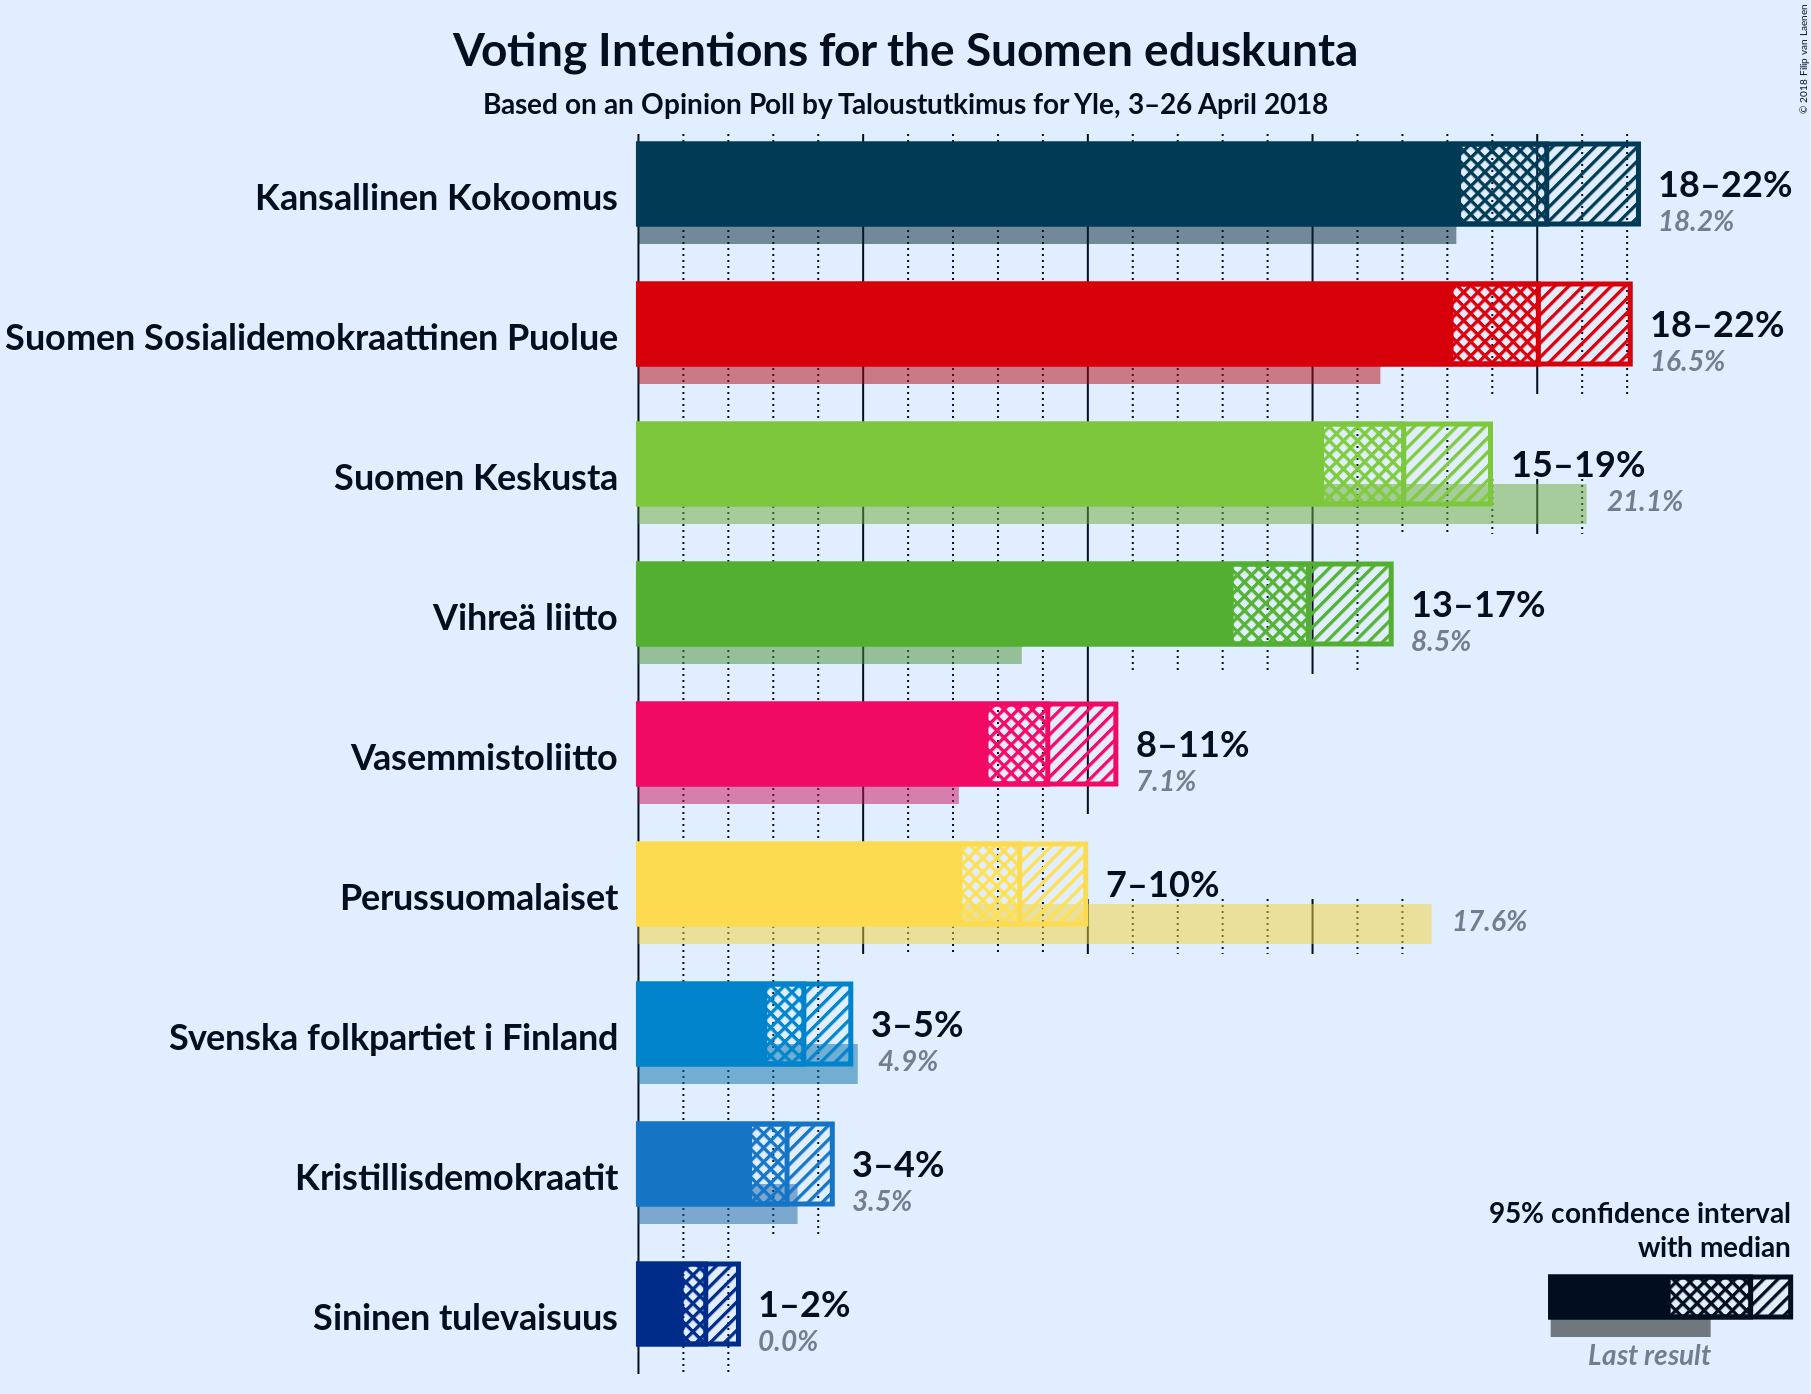 Voting Intentions for the Suomen eduskunta
Based on an Opinion Poll by Taloustutkimus for Yle, 3–26 April 2018
© 2018 Filip van Laenen
Kansallinen Kokoomus
18–22%
18.2%
Suomen Sosialidemokraattinen Puolue
18–22%
16.5%
Suomen Keskusta
15–19%
21.1%
Vihreä liitto
13–17%
8.5%
Vasemmistoliitto
8–11%
7.1%
Perussuomalaiset
7–10%
17.6%
Svenska folkpartiet i Finland
3–5%
4.9%
Kristillisdemokraatit
3–4%
3.5%
Sininen tulevaisuus
1–2%
0.0%
95% confidence interval
with median
Last result